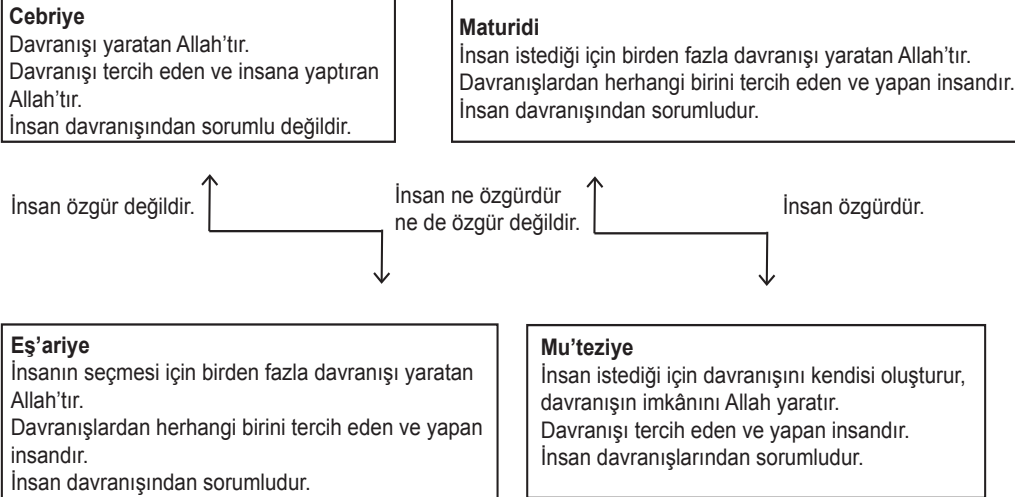 Cebriye
Davranışı yaratan Allah’tır.
Davranışı tercih eden ve insana yaptıran
Allah’tır.
İnsan davranışından sorumlu değildir.
Maturidi
İnsan istediği için birden fazla davranışı yaratan Allah’tır.
Davranışlardan herhangi birini tercih eden ve yapan insandır.
İnsan davranışından sorumludur.
İnsan özgür değildir.
İnsan ne özgürdür
ne de özgür değildir.
İnsan özgürdür.
Eş’ariye
İnsanın seçmesi için birden fazla davranışı yaratan
Allah’tır.
Davranışlardan herhangi birini tercih eden ve yapan
insandır.
İnsan davranışından sorumludur.
Mu’teziye
İnsan istediği için davranışını kendisi oluşturur,
davranışın imkânını Allah yaratır.
Davranışı tercih eden ve yapan insandır.
İnsan davranışlarından sorumludur.